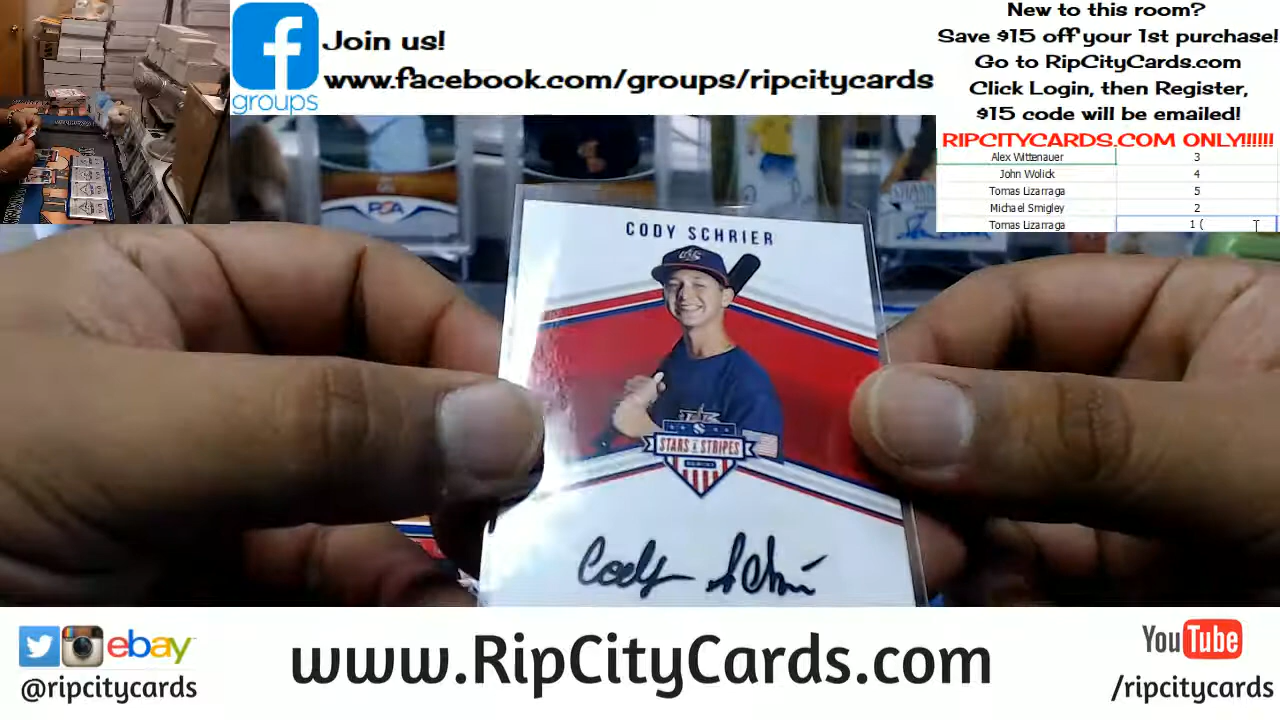 Join us!
www.facebook.com/groups/ripcitycards
groups
New to this room?
Save $15 off your 1st purchase!
Go to RipCityCards.com
Click Login, then Register,
$15 code will be emailed!
RIPCITYCARDS.COM ONLY!!!!!!
Alex Wittenauer 3
John Wolick 4
Tomas Lizarraga 5
Michael Smigley 2
Tomas Lizarraga 1 (
PSA
CODY SCHRIER
STARS & STRIPES
Cody Schrier
ebay
@ripcitycards
www.RipCityCards.com
YouTube
/ripcitycards